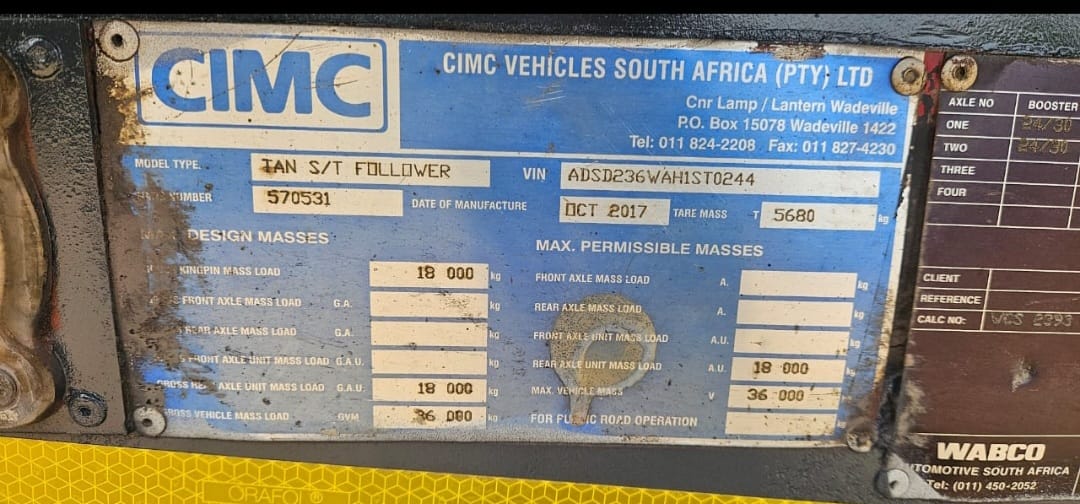 CIMC
CIMC VEHICLES SOUTH AFRICA (PTY) LTD
Cnr Lamp / Lantern Wadeville
P.O. Box 15078 Wadeville 1422
Tel: 011 824-2208 Fax: 011 827-4230
MODEL TYPE. TAN S/T FOLLOWER VIN ADSD236WAH1ST0244
NUMBER 570531 DATE OF MANUFACTURE OCT 2017 TARE MASS T 5680 kg
DESIGN MASSES
MAX. PERMISSIBLE MASSES
KINGPIN MASS LOAD 18 000 kg
FRONT AXLE MASS LOAD A. kg
FRONT AXLE MASS LOAD G.A. kg
REAR AXLE MASS LOAD A. kg
REAR AXLE MASS LOAD G.A. kg
FRONT AXLE UNIT MASS LOAD A.U. kg
FRONT AXLE UNIT MASS LOAD G.A.U. kg
REAR AXLE UNIT MASS LOAD A.U. 18 000 kg
GROSS AXLE UNIT MASS LOAD G.A.U. 18 000 kg
MAX. VEHICLE MASS V 36 000 kg
GROSS VEHICLE MASS LOAD GVM 36 000 kg
FOR ROAD OPERATION
AXLE NO BOOSTER
ONE 24/30
TWO 24/30
THREE
FOUR
CLIENT
REFERENCE
CALC NO: WCS
WABCO
AUTOMOTIVE SOUTH AFRICA
Tel: (011) 450-2052